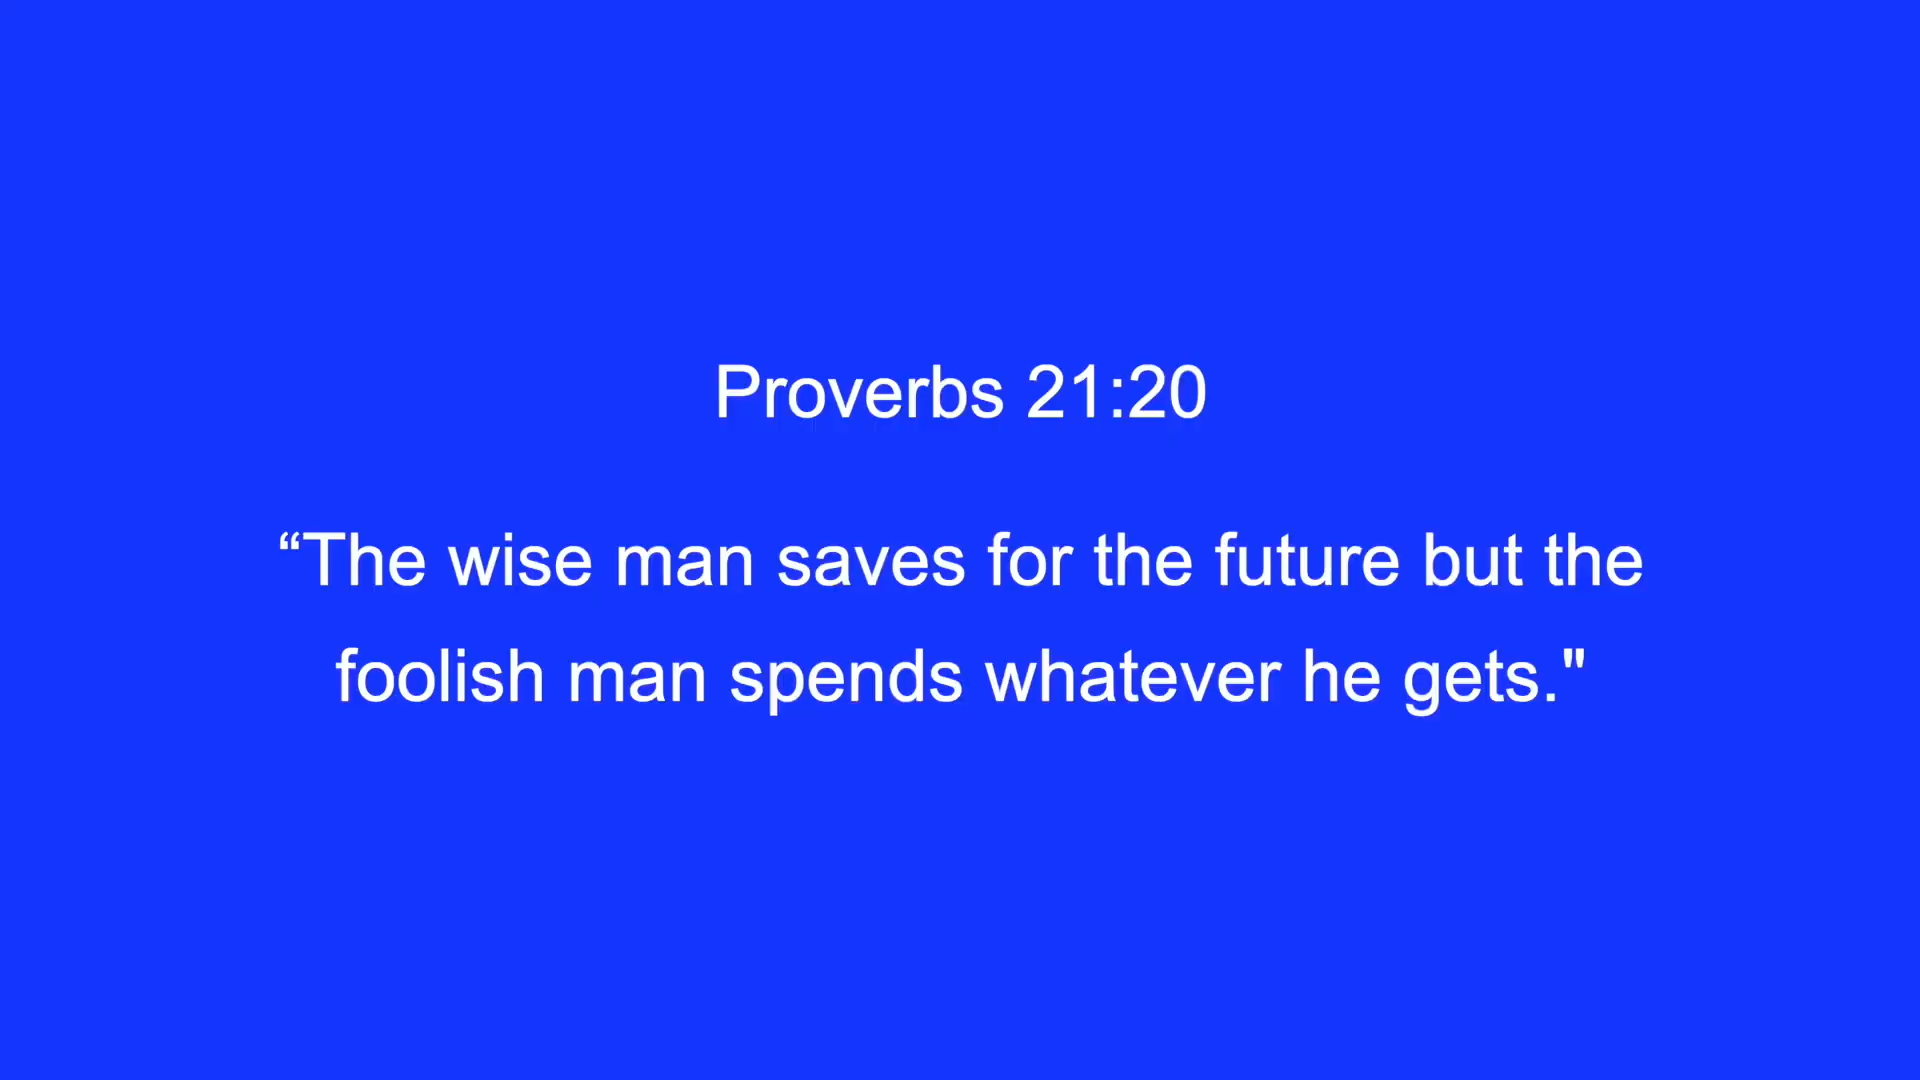 Proverbs 21:20
“The wise man saves for the future but the
foolish man spends whatever he gets."